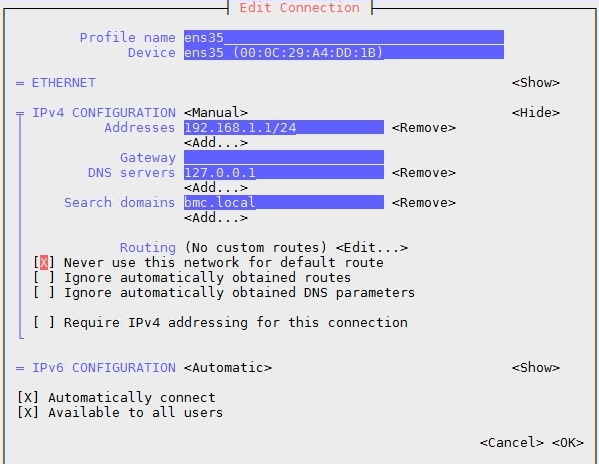 Edit Connection
Profile name ens35
Device ens35 (00:0C:29:A4:DD:1B)
= ETHERNET <Show>
= IPv4 CONFIGURATION <Manual> <Hide>
Addresses 192.168.1.1/24 <Remove>
<Add...>
Gateway
DNS servers 127.0.0.1 <Remove>
<Add...>
Search domains bmc.local <Remove>
<Add...>
Routing (No custom routes) <Edit...>
[X] Never use this network for default route
[ ] Ignore automatically obtained routes
[ ] Ignore automatically obtained DNS parameters
[ ] Require IPv4 addressing for this connection
= IPv6 CONFIGURATION <Automatic> <Show>
[X] Automatically connect
[X] Available to all users
<Cancel> <OK>